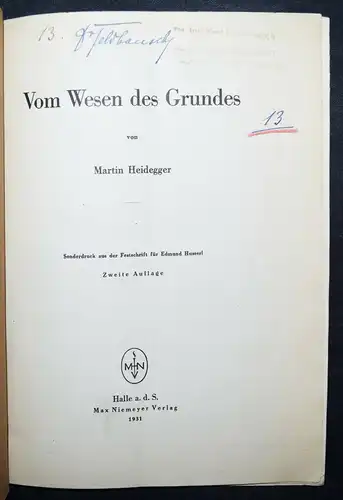 13.
Vom Wesen des Grundes
von
13
Martin Heidegger
Sonderdruck aus der Festschrift für Edmund Husserl
Zweite Auflage
M N
Halle a. d. S.
Max Niemeyer Verlag
1931